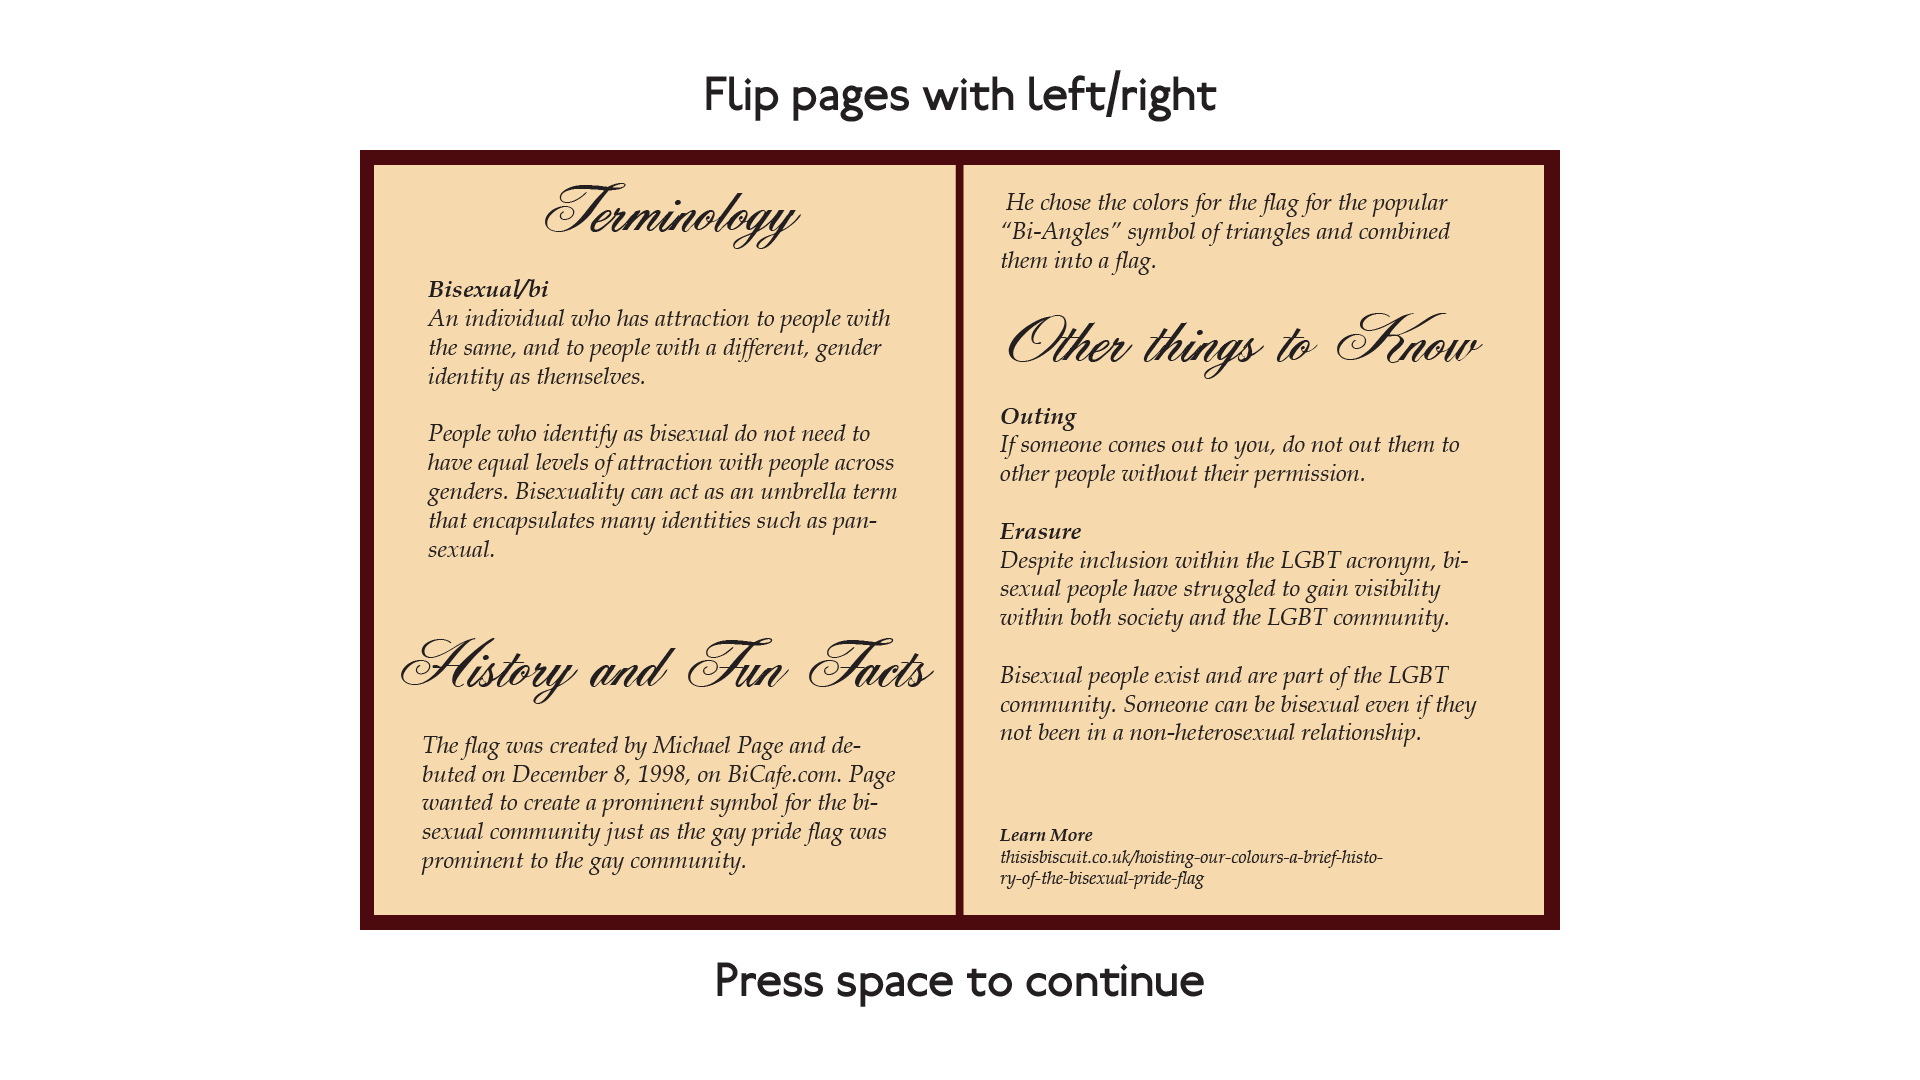 Flip pages with left/right
Terminology
Bisexual/bi
An individual who has attraction to people with
the same, and to people with a different, gender
identity as themselves.
People who identify as bisexual do not need to
have equal levels of attraction with people across
genders. Bisexuality can act as an umbrella term
that encapsulates many identities such as pan-
sexual.
History and Fun Facts
The flag was created by Michael Page and de-
buted on December 8, 1998, on BiCafe.com. Page
wanted to create a prominent symbol for the bi-
sexual community just as the gay pride flag was
prominent to the gay community.
He chose the colors for the flag for the popular
“Bi-Angles” symbol of triangles and combined
them into a flag.
Other things to Know
Outing
If someone comes out to you, do not out them to
other people without their permission.
Erasure
Despite inclusion within the LGBT acronym, bi-
sexual people have struggled to gain visibility
within both society and the LGBT community.
Bisexual people exist and are part of the LGBT
community. Someone can be bisexual even if they
not been in a non-heterosexual relationship.
Learn More
thisisbiscuit.co.uk/hoisting-our-colours-a-brief-histo-
ry-of-the-bisexual-pride-flag
Press space to continue